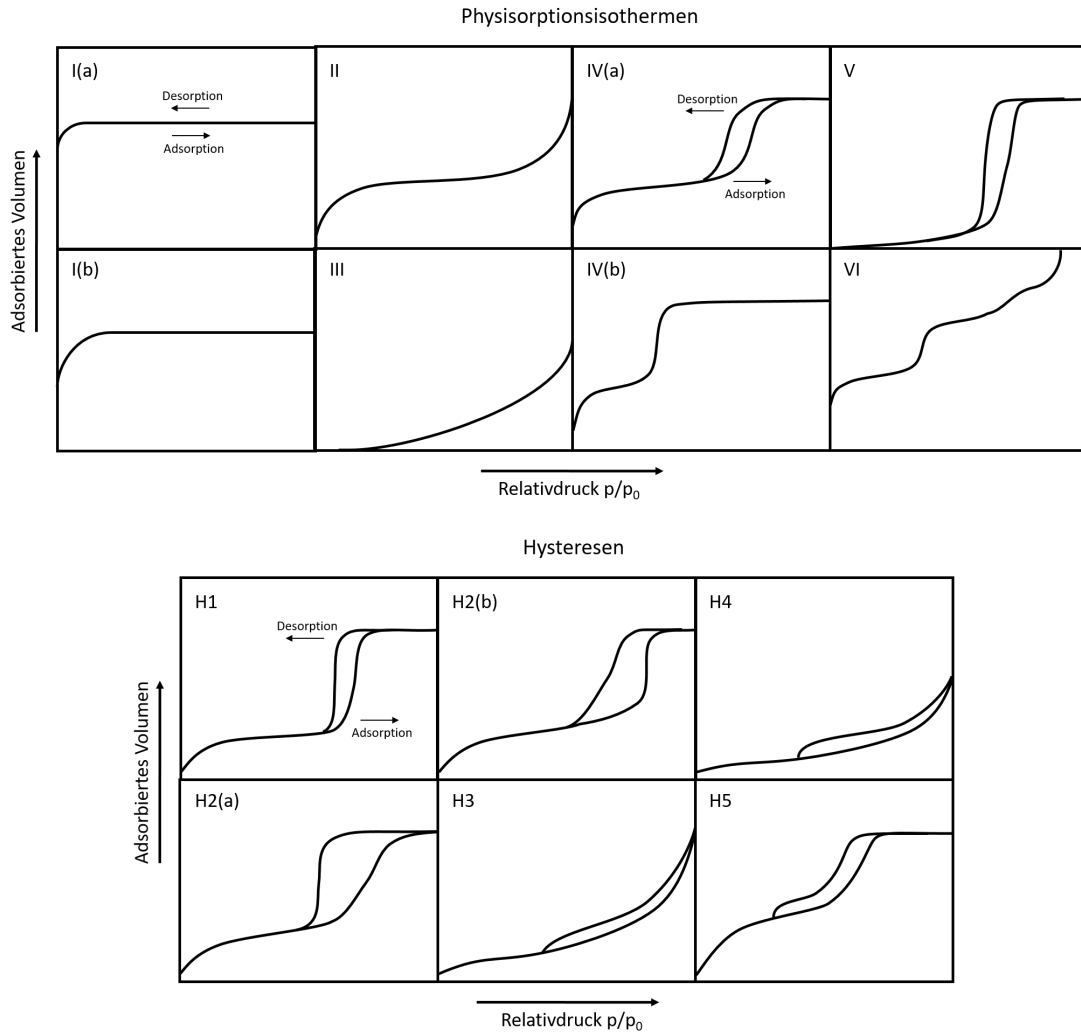 Physisorptionsisothermen
I(a)
Desorption
Adsorption
II
IV(a)
Desorption
Adsorption
V
I(b)
III
IV(b)
VI
Adsorbiertes Volumen
Relativdruck p/p₀
Hysteresen
H1
Desorption
Adsorption
H2(b)
H4
H2(a)
H3
H5
Adsorbiertes Volumen
Relativdruck p/p₀